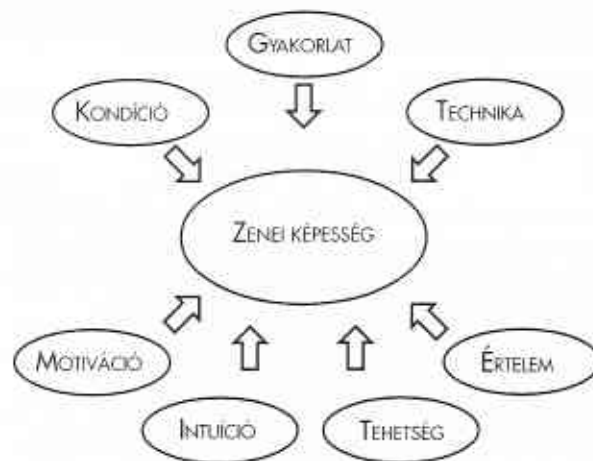 GYAKORLAT
KONDÍCIÓ
TECHNIKA
ZENEI KÉPESSÉG
MOTIVÁCIÓ
ÉRTELEM
INTUÍCIÓ
TEHETSÉG